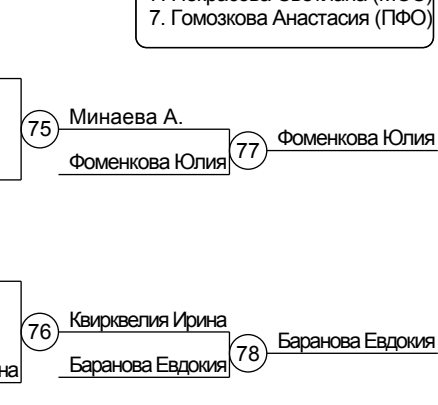 7. Гомозкова Анастасия (ПФО)
75 Минаева А.
Фоменкова Юлия
77 Фоменкова Юлия
76 Квирквелия Ирина
Баранова Евдокия
78 Баранова Евдокия
на